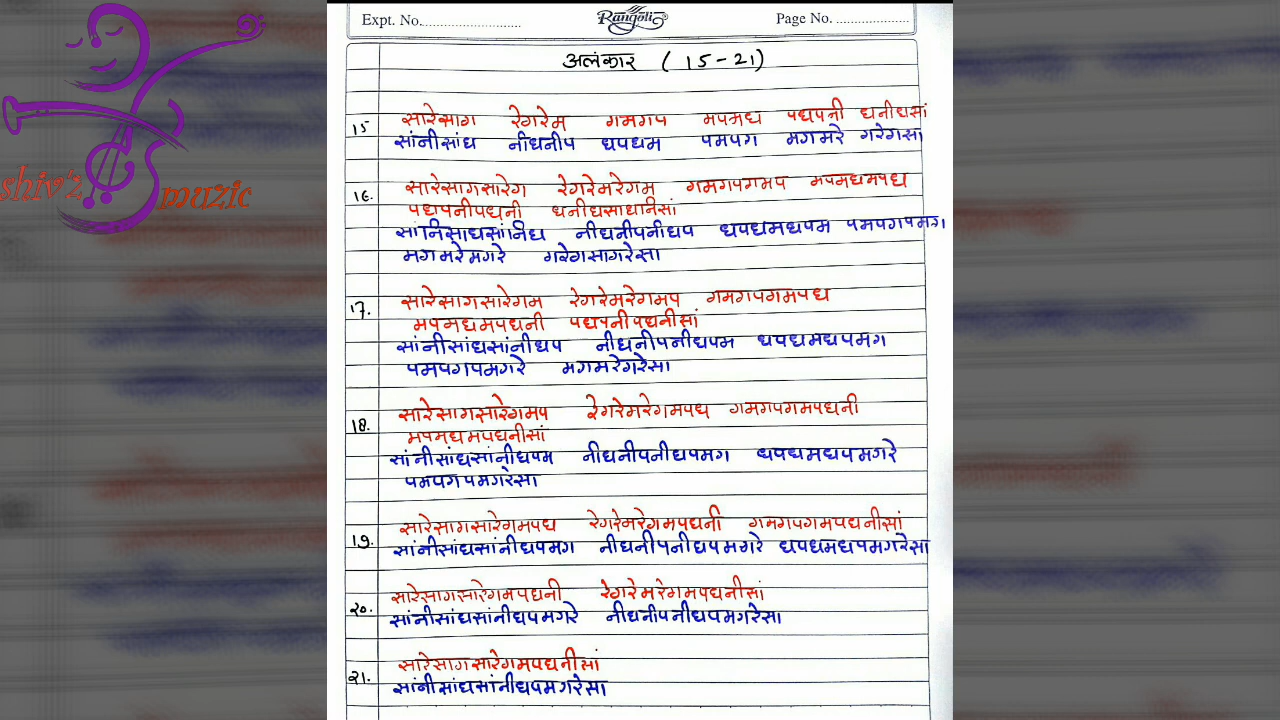 Expt. No. Rangoli Page No.
अलंकार ( 15 - 21 )
15 सारेसाग रेगरेम गमगप मपमध पधपनी धनीधसां
सांनीसांध नीधनीप धपधम पमपग मगमरे गरेगसा
१६. सारेसागसारेग रेगरेमरेगम गमगपगमप मपमधमपध
पधपनीपधनी धनीधसाधानीसां
सांनिसाधसांनिध नीधनीपनीधप धपधमधपम पमपगपमग
मगमरेमगरे गरेगसागरेसा
17. सारेसागसारेगम रेगरेमरेगमप गमगपगमपध
मपमधमपधनी पधपनीपधनीसां
सांनीसांधसांनीधप नीधनीपनीधपम धपधमधपमग
पमपगपमगरे मगमरेगरेसा
18. सारेसागसारेगमप रेगरेमरेगमपध गमगपगमपधनी
मपमधमपधनीसां
सांनीसांधसांनीधपम नीधनीपनीधपमग धपधमधपमगरे
पमपगपमगरेसा
19. सारेसागसारेगमपध रेगरेमरेगमपधनी गमगपगमपधनीसां
सांनीसांधसांनीधपमग नीधनीपनीधपमगरे धपधमधपमगरेसा
२०. सारेसागसारेगमपधनी रेगरेमरेगमपधनीसां
सांनीसांधसांनीधपमगरे नीधनीपनीधपमगरेसा
२१. सारेसागसारेगमपधनीसां
सांनीसांधसांनीधपमगरेसा
shiv'z
muzic